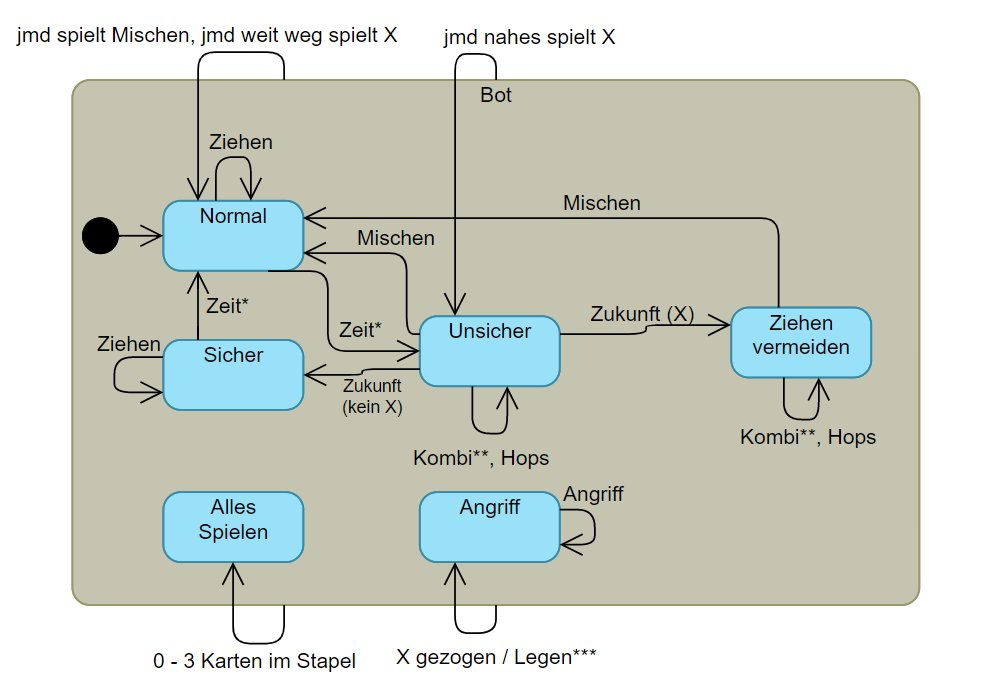 jmd spielt Mischen, jmd weit weg spielt X
jmd nahes spielt X
Bot
Ziehen
Mischen
Normal
Mischen
Zeit*
Zukunft (X)
Ziehen
vermeiden
Unsicher
Zeit*
Ziehen
Sicher
Zukunft
(kein X)
Kombi**, Hops
Kombi**, Hops
Alles
Spielen
Angriff
Angriff
0 - 3 Karten im Stapel
X gezogen / Legen***